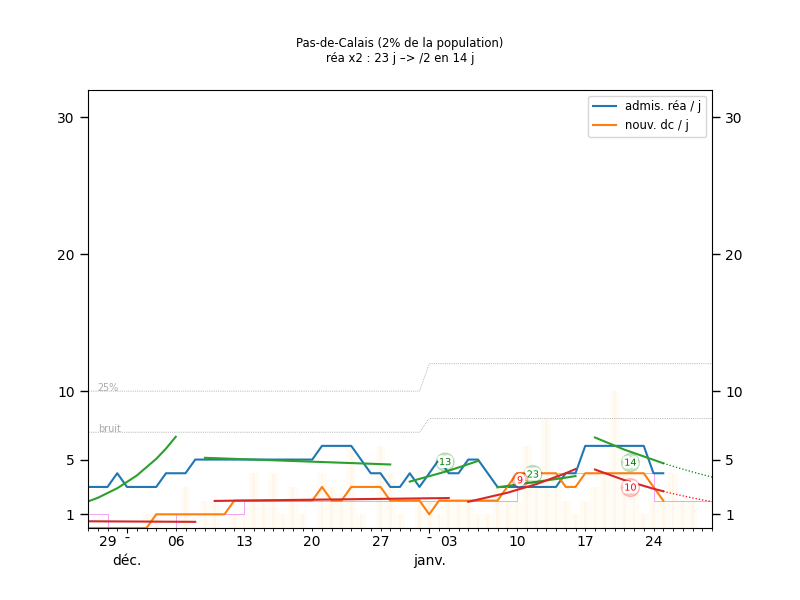 Pas-de-Calais (2% de la population)
réa x2 : 23 j –> /2 en 14 j
admis. réa / j
nouv. dc / j
30
30
20
20
25%
10
10
bruit
5
13
14
5
9
23
10
1
1
29 - 06 13 20 27 - 03 10 17 24
déc. janv.